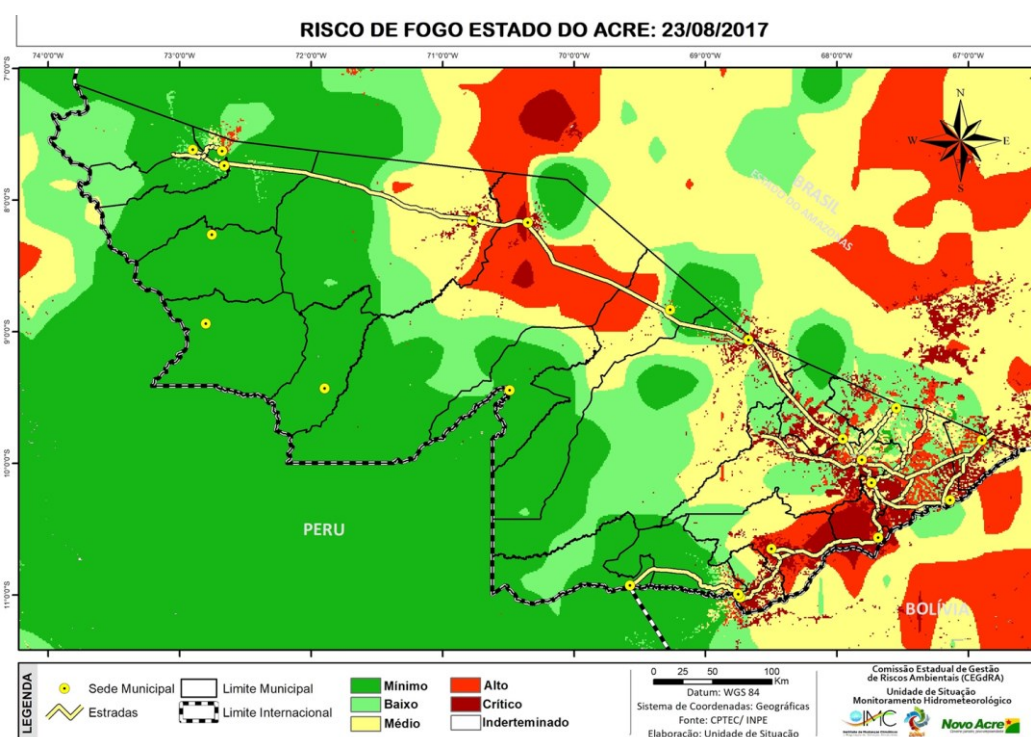 RISCO DE FOGO ESTADO DO ACRE: 23/08/2017
74°0'0"W 73°0'0"W 72°0'0"W 71°0'0"W 70°0'0"W 69°0'0"W 68°0'0"W 67°0'0"W
7°0'0"S
8°0'0"S
9°0'0"S
10°0'0"S
11°0'0"S
N
W E
S
BRASIL
ESTADO DO AMAZONAS
PERU
BOLÍVIA
LEGENDA
Sede Municipal
Estradas
Limite Municipal
Limite Internacional
Mínimo
Baixo
Médio
Alto
Crítico
Inderteminado
0 25 50 100
Km
Datum: WGS 84
Sistema de Coordenadas: Geográficas
Fonte: CPTEC/ INPE
Elaboração: Unidade de Situação
Comissão Estadual de Gestão
de Riscos Ambientais (CEGdRA)
Unidade de Situação
Monitoramento Hidrometeorológico
IMC
Novo Acre